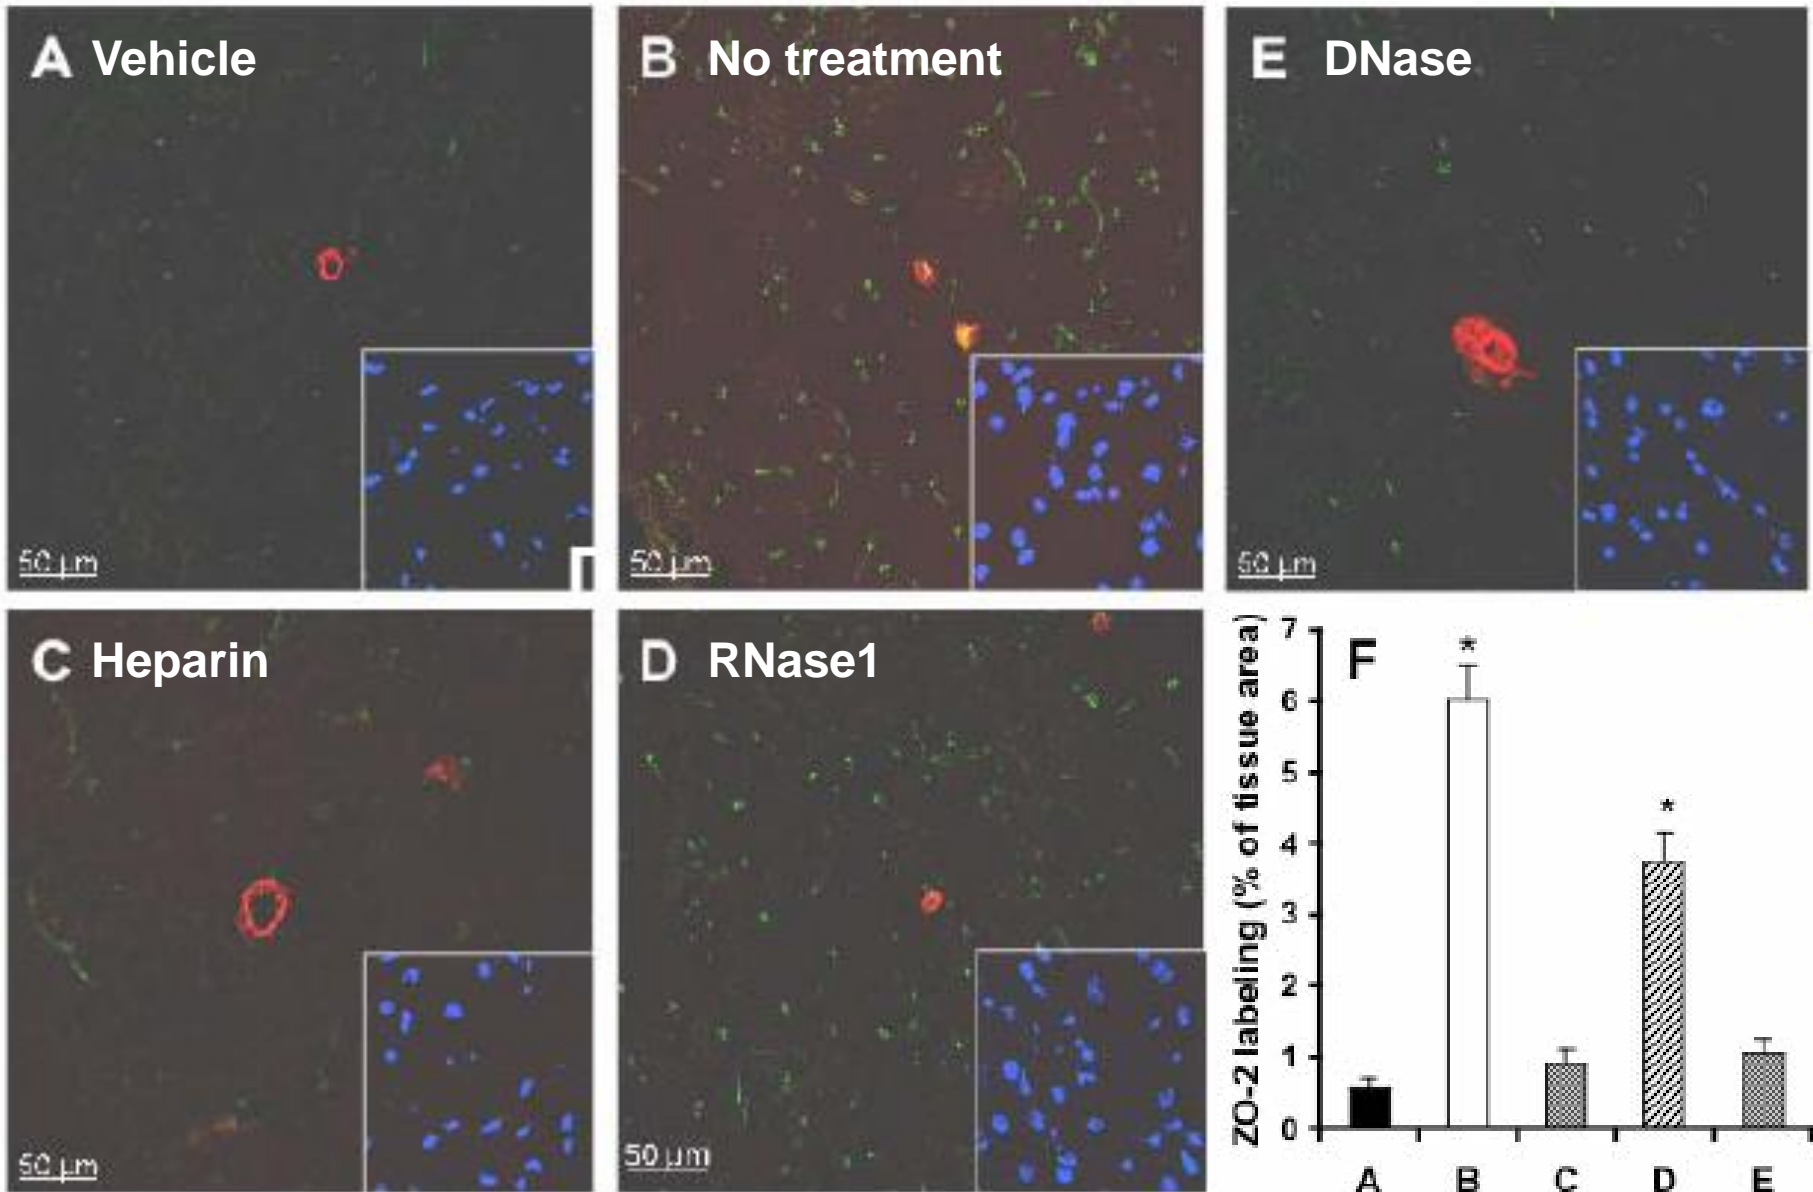 A Vehicle
B No treatment
E DNase
50 µm
50 µm
50 µm
C Heparin
D RNase1
50 µm
50 µm
F
ZO-2 labeling (% of tissue area)
7
6
5
4
3
2
1
0
*
*
A B C D E